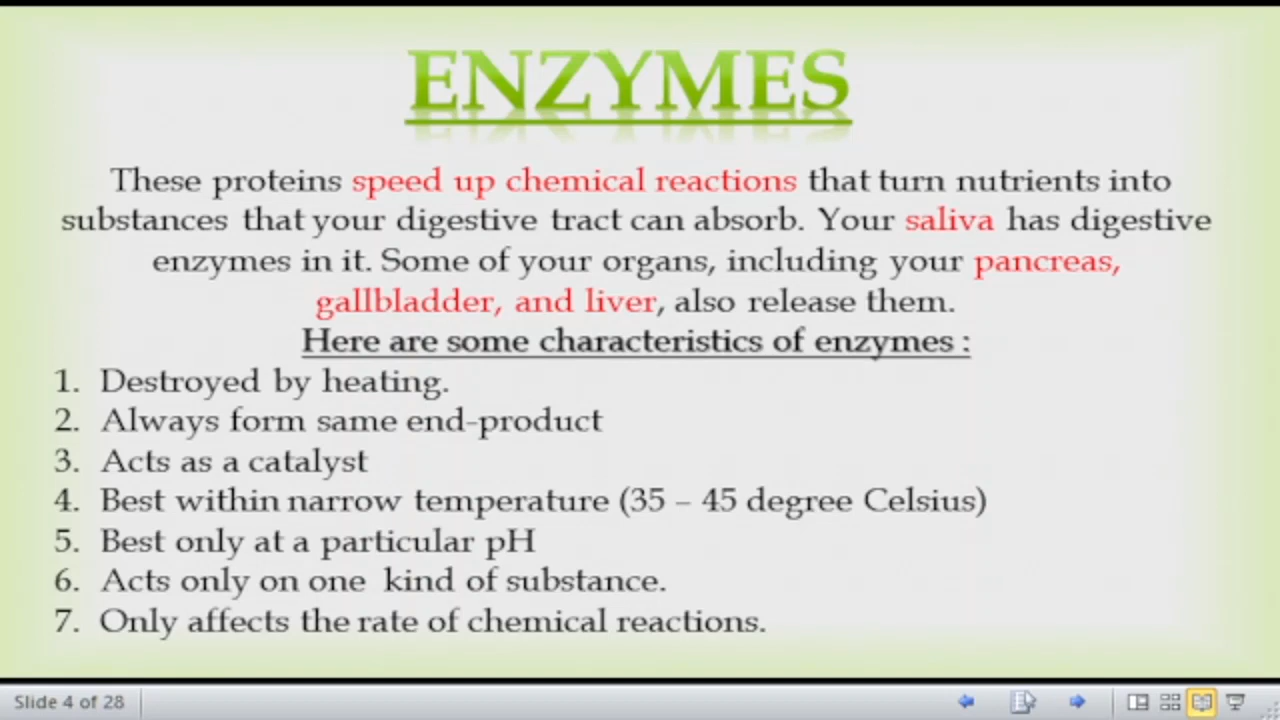 ENZYMES
These proteins speed up chemical reactions that turn nutrients into
substances that your digestive tract can absorb. Your saliva has digestive
enzymes in it. Some of your organs, including your pancreas,
gallbladder, and liver, also release them.
Here are some characteristics of enzymes :
1. Destroyed by heating.
2. Always form same end-product
3. Acts as a catalyst
4. Best within narrow temperature (35 – 45 degree Celsius)
5. Best only at a particular pH
6. Acts only on one kind of substance.
7. Only affects the rate of chemical reactions.
Slide 4 of 28